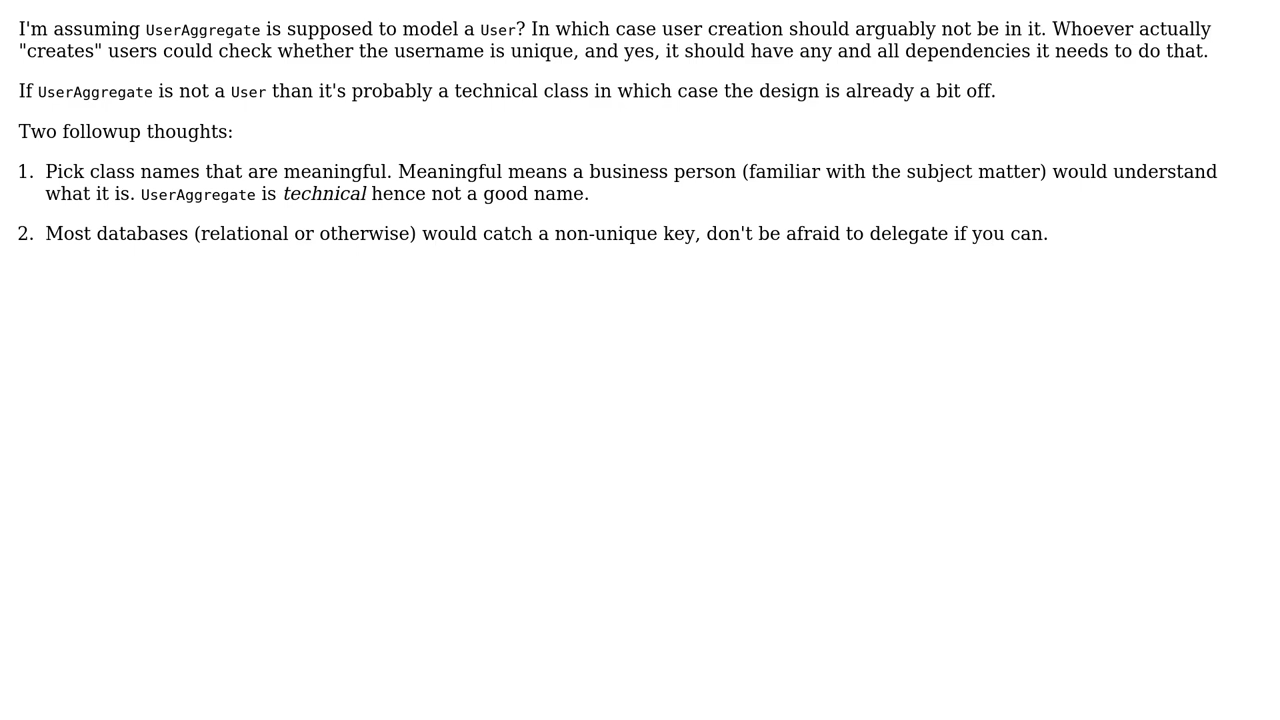 I'm assuming UserAggregate is supposed to model a User? In which case user creation should arguably not be in it. Whoever actually
"creates" users could check whether the username is unique, and yes, it should have any and all dependencies it needs to do that.
If UserAggregate is not a User than it's probably a technical class in which case the design is already a bit off.
Two followup thoughts:
1. Pick class names that are meaningful. Meaningful means a business person (familiar with the subject matter) would understand
what it is. UserAggregate is technical hence not a good name.
2. Most databases (relational or otherwise) would catch a non-unique key, don't be afraid to delegate if you can.